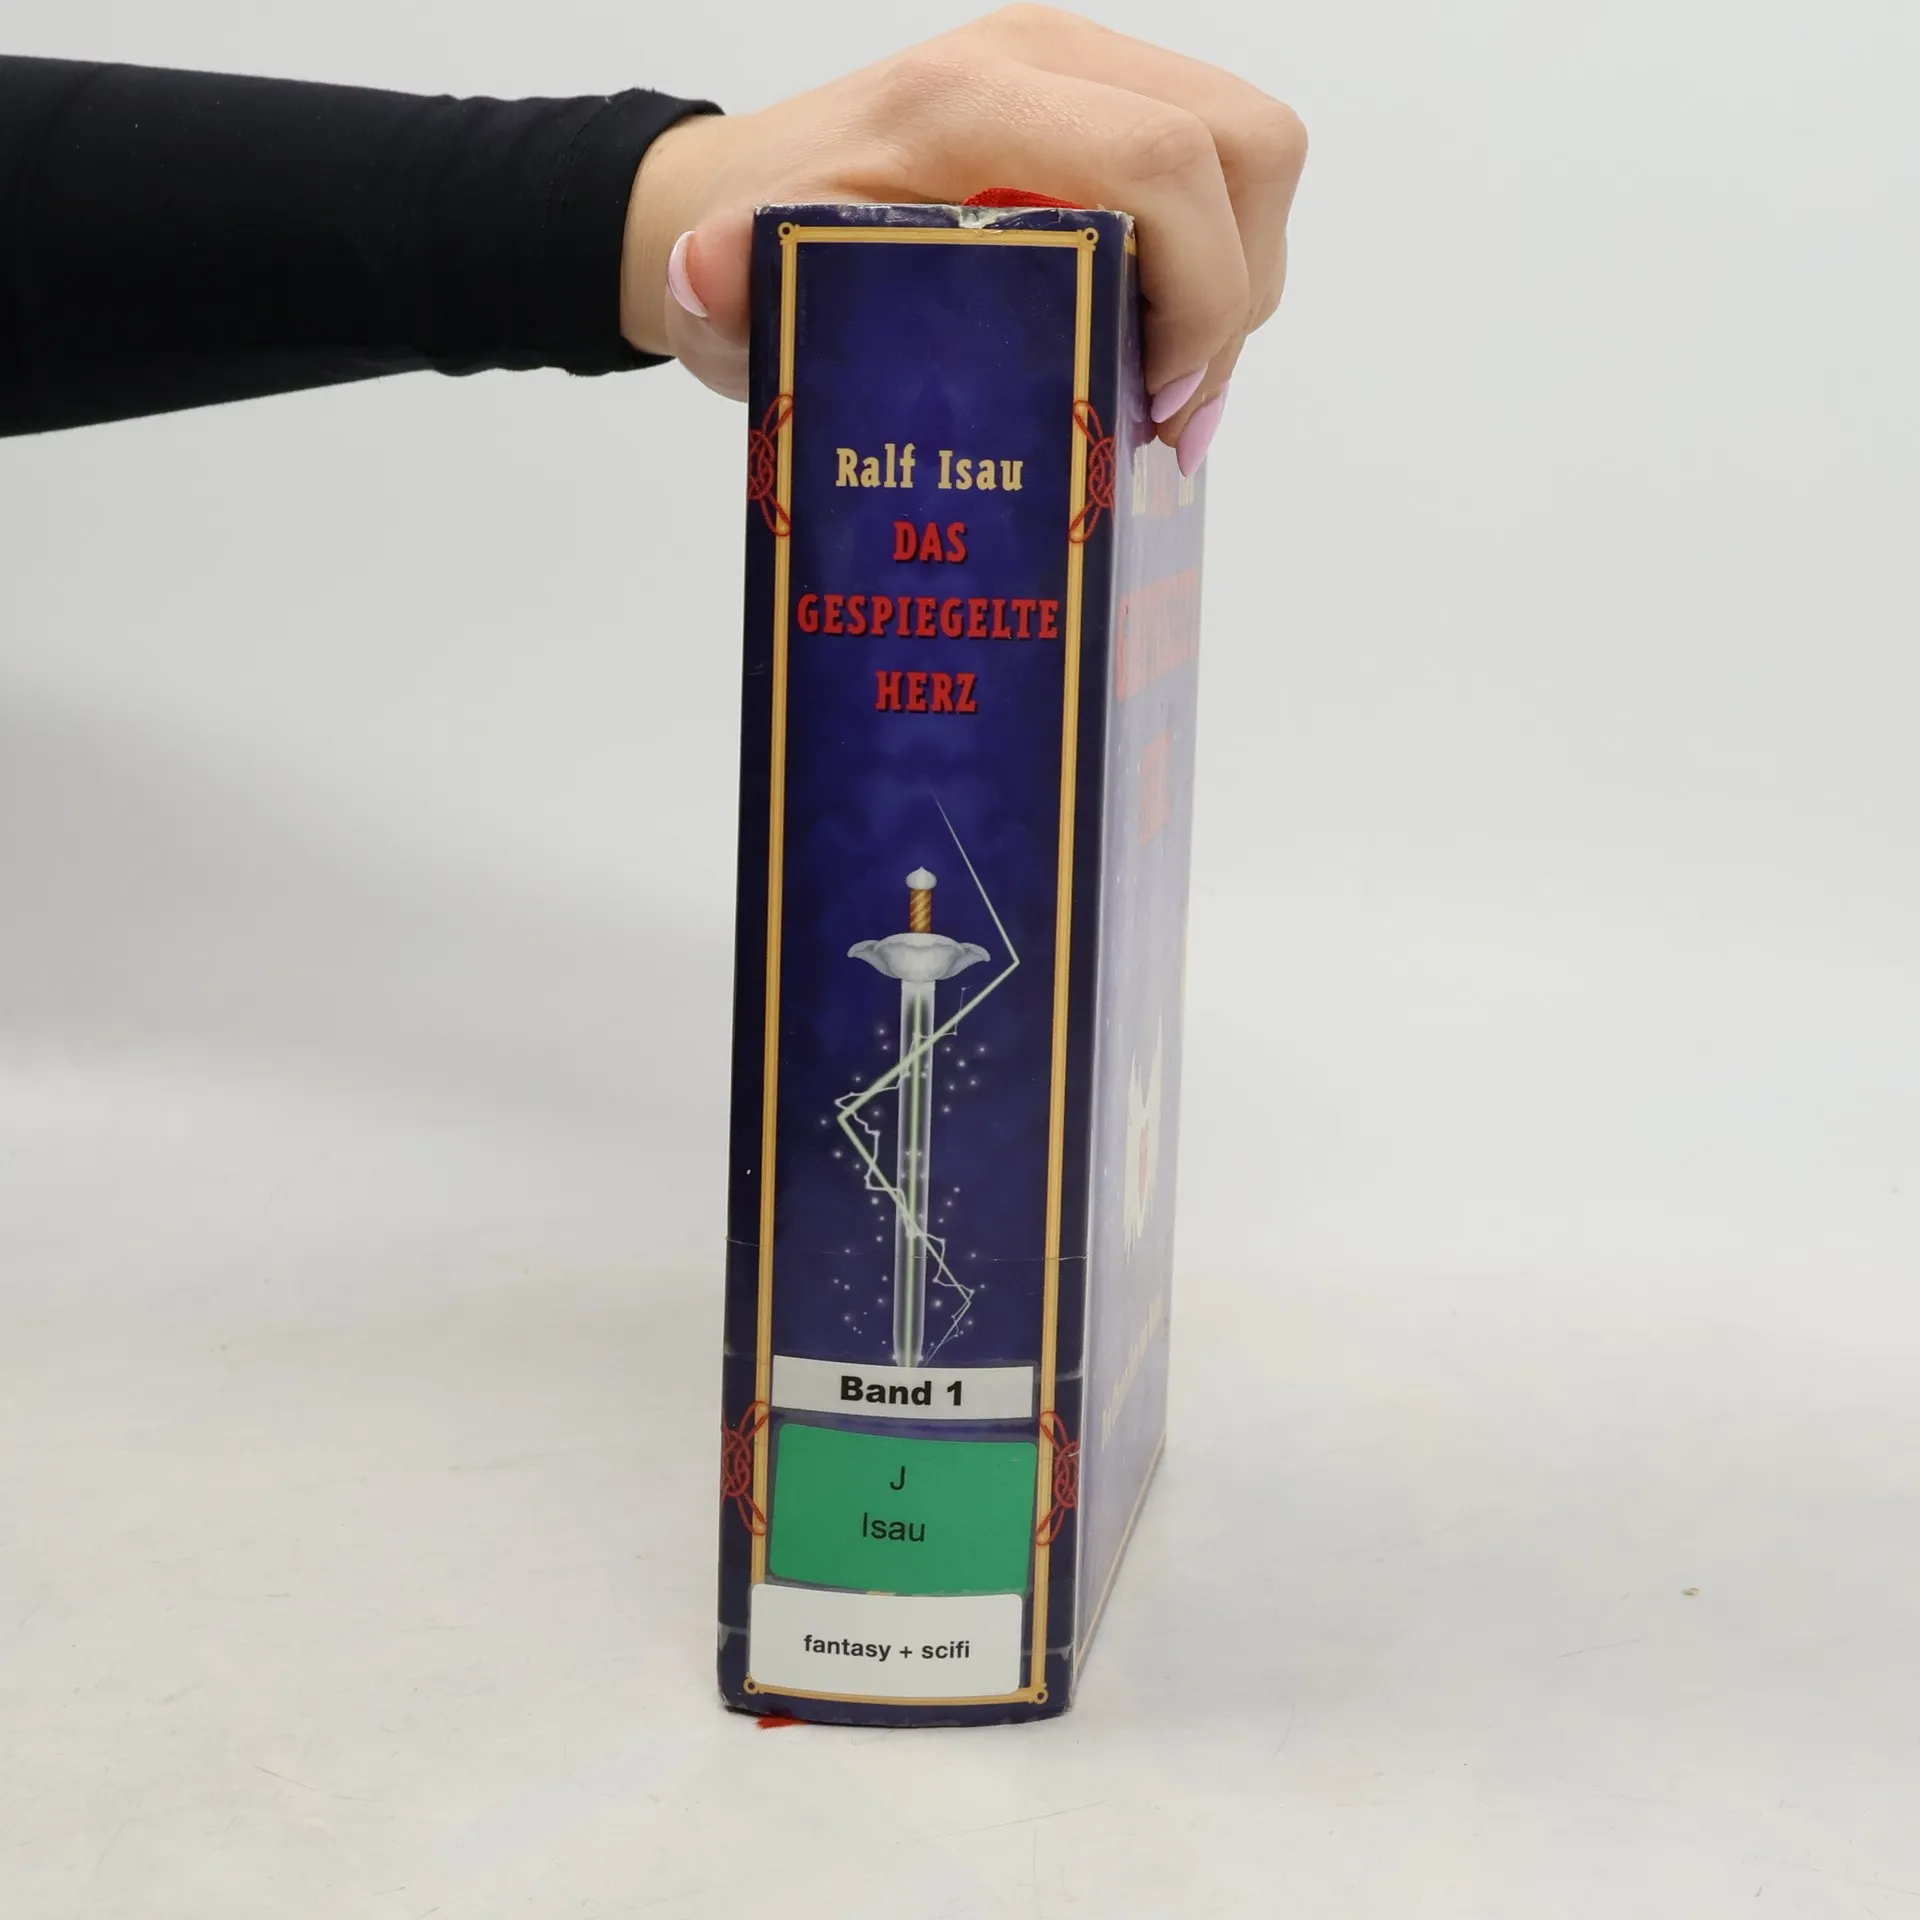 Ralf Isau
DAS
GESPIEGELTE
HERZ
Band 1
J
Isau
fantasy + scifi